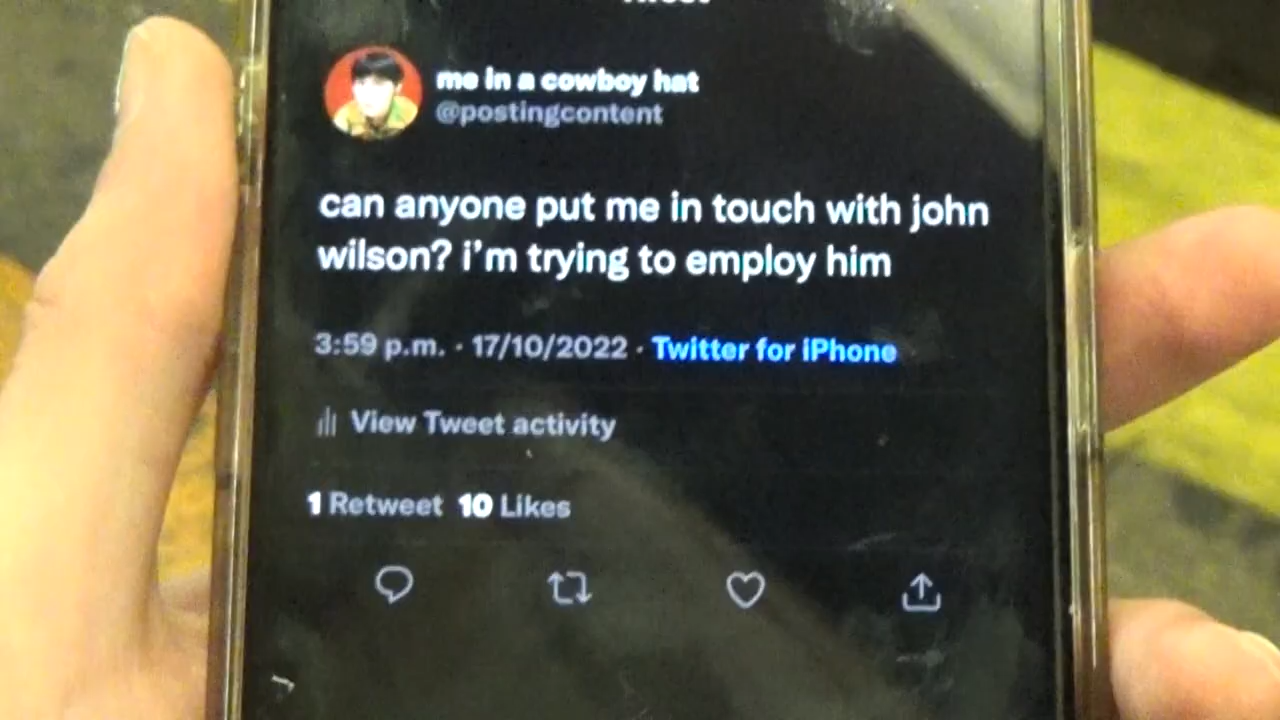 Tweet
me in a cowboy hat
@postingcontent
can anyone put me in touch with john
wilson? i'm trying to employ him
3:59 p.m. · 17/10/2022 · Twitter for iPhone
View Tweet activity
1 Retweet 10 Likes